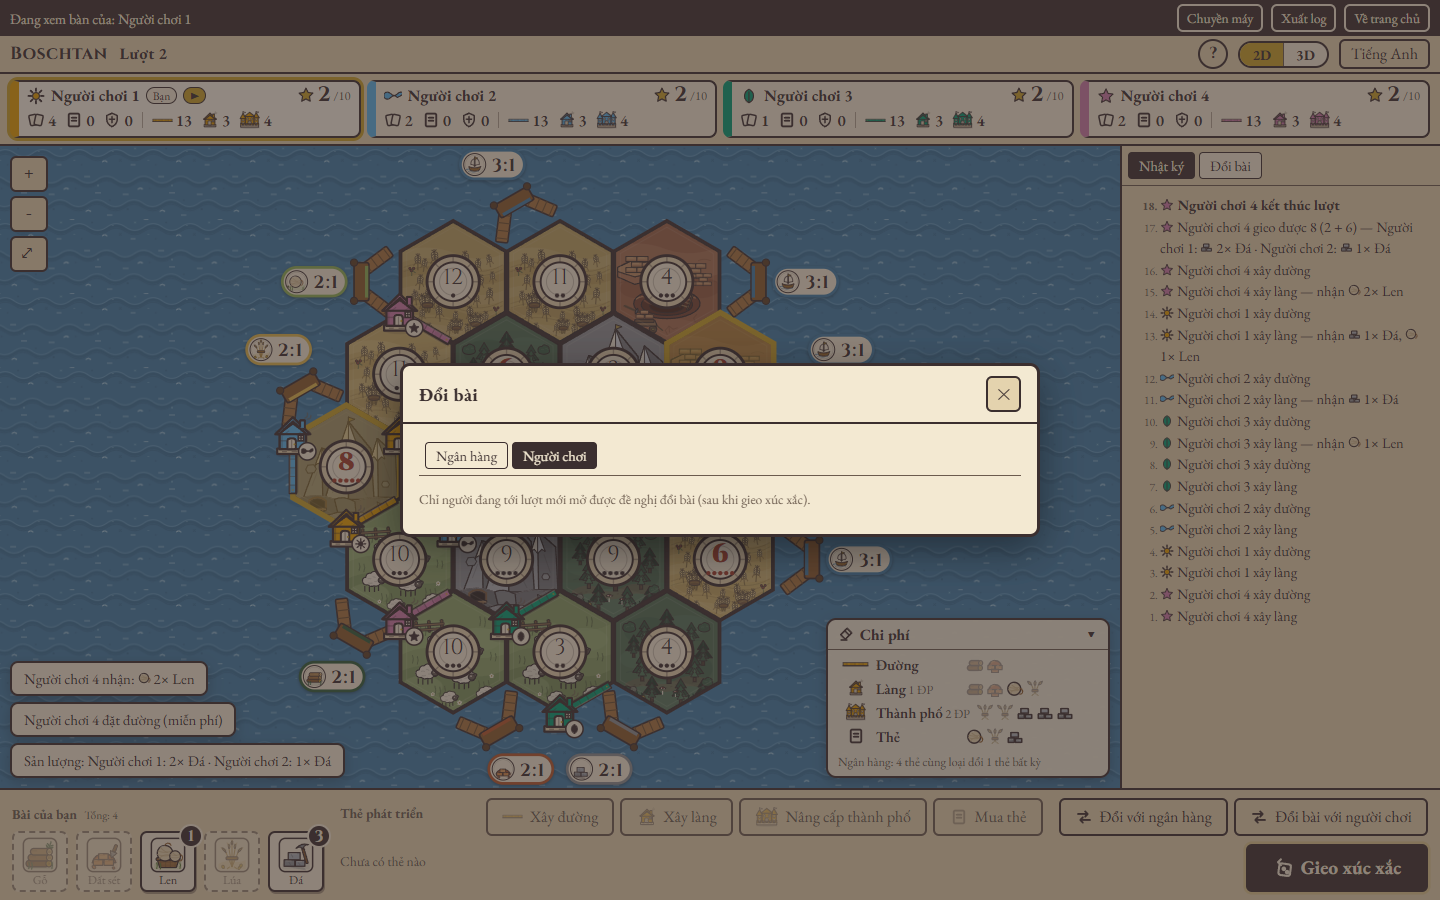 Đang xem bàn của: Người chơi 1
Chuyền máy
Xuất log
Về trang chủ
BOSCHTAN Lượt 2
?
2D 3D
Tiếng Anh
Người chơi 1 Bạn 2 /10
4 0 0 13 3 4
Người chơi 2 2 /10
2 0 0 13 3 4
Người chơi 3 2 /10
1 0 0 13 3 4
Người chơi 4 2 /10
2 0 0 13 3 4
+
-
3:1
2:1
3:1
2:1
3:1
12
11
4
11
8
10
9
9
6
3:1
10
3
4
2:1
2:1
2:1
Đổi bài
Ngân hàng
Người chơi
Chỉ người đang tới lượt mới mở được đề nghị đổi bài (sau khi gieo xúc xắc).
Nhật ký
Đổi bài
18. Người chơi 4 kết thúc lượt
17. Người chơi 4 gieo được 8 (2 + 6) — Người
chơi 1: 2× Đá · Người chơi 2: 1× Đá
16. Người chơi 4 xây đường
15. Người chơi 4 xây làng — nhận 2× Len
14. Người chơi 1 xây đường
13. Người chơi 1 xây làng — nhận 1× Đá,
1× Len
12. Người chơi 2 xây đường
11. Người chơi 2 xây làng — nhận 1× Đá
10. Người chơi 3 xây đường
9. Người chơi 3 xây làng — nhận 1× Len
8. Người chơi 3 xây đường
7. Người chơi 3 xây làng
6. Người chơi 2 xây đường
5. Người chơi 2 xây làng
4. Người chơi 1 xây đường
3. Người chơi 1 xây làng
2. Người chơi 4 xây đường
1. Người chơi 4 xây làng
Người chơi 4 nhận: 2× Len
Người chơi 4 đặt đường (miễn phí)
Sản lượng: Người chơi 1: 2× Đá · Người chơi 2: 1× Đá
Chi phí
Đường
Làng 1 ĐP
Thành phố 2 ĐP
Thẻ
Ngân hàng: 4 thẻ cùng loại đổi 1 thẻ bất kỳ
Bài của bạn Tổng: 4
Gỗ
Đất sét
1 Len
Lúa
3 Đá
Thẻ phát triển
Chưa có thẻ nào
Xây đường
Xây làng
Nâng cấp thành phố
Mua thẻ
Đổi với ngân hàng
Đổi bài với người chơi
Gieo xúc xắc